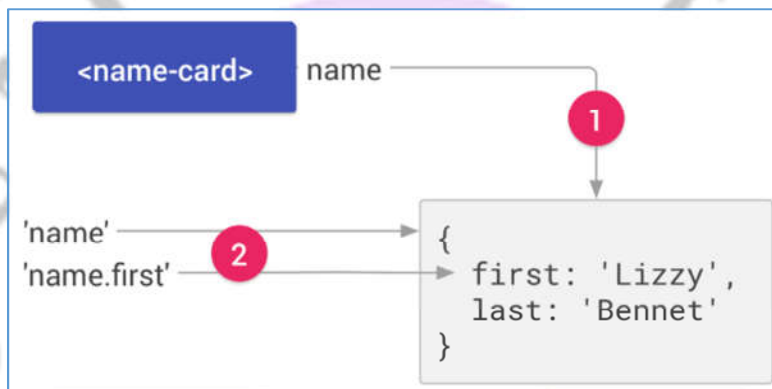 <name-card> name
1
'name'
2
'name.first'
{
first: 'Lizzy',
last: 'Bennet'
}